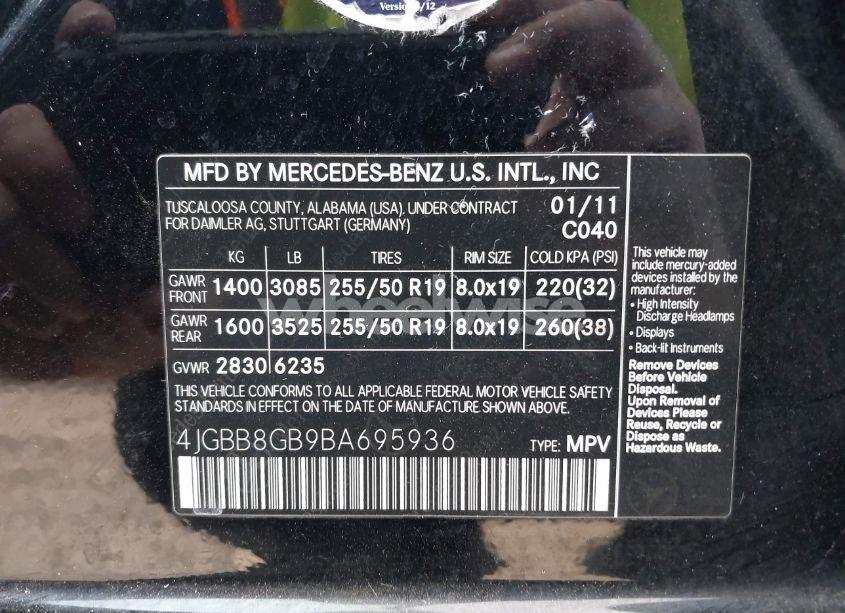 Version 8/12
MFD BY MERCEDES-BENZ U.S. INTL., INC
TUSCALOOSA COUNTY, ALABAMA (USA). UNDER CONTRACT
FOR DAIMLER AG, STUTTGART (GERMANY)
01/11
C040
KG LB TIRES RIM SIZE COLD KPA (PSI)
GAWR FRONT 1400 3085 255/50 R19 8.0x19 220(32)
GAWR REAR 1600 3525 255/50 R19 8.0x19 260(38)
GVWR 2830 6235
THIS VEHICLE CONFORMS TO ALL APPLICABLE FEDERAL MOTOR VEHICLE SAFETY
STANDARDS IN EFFECT ON THE DATE OF MANUFACTURE SHOWN ABOVE.
4JGBB8GB9BA695936 TYPE: MPV
This vehicle may
include mercury-added
devices installed by the
manufacturer:
• High Intensity
Discharge Headlamps
• Displays
• Back-lit Instruments
Remove Devices
Before Vehicle
Disposal.
Upon Removal of
Devices Please
Reuse, Recycle or
Dispose as
Hazardous Waste.
wheelwise